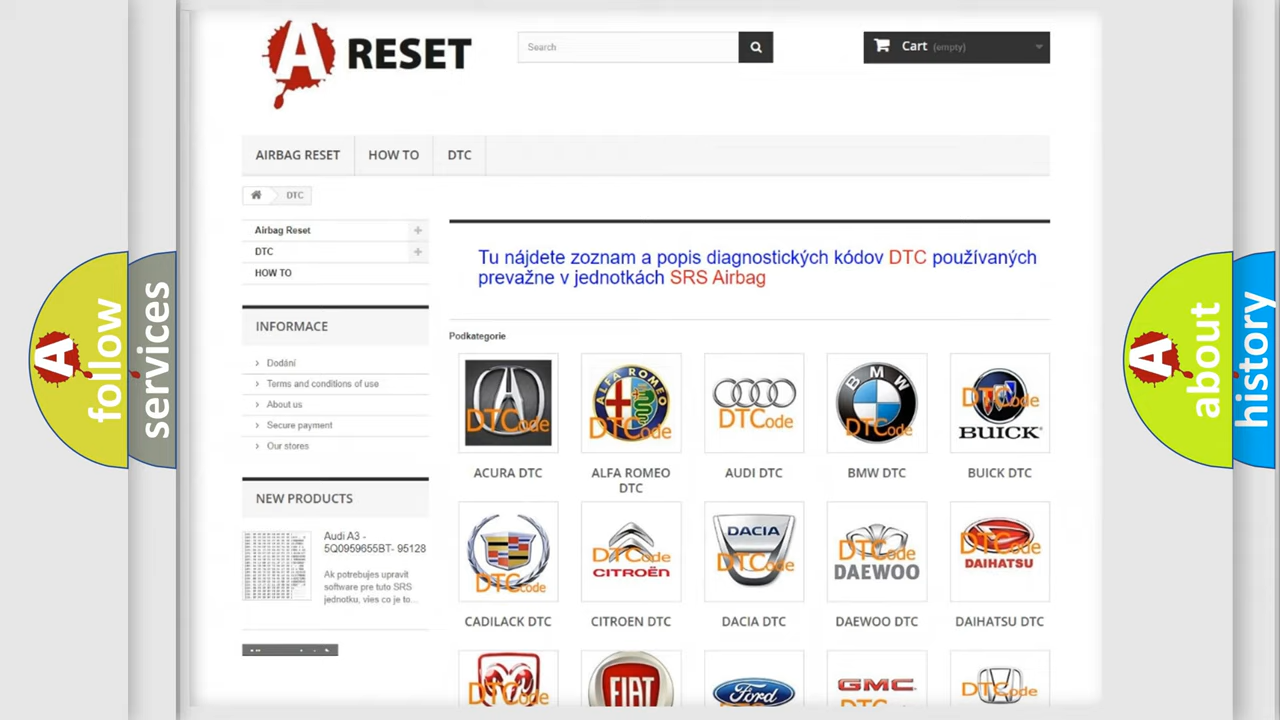 A RESET
Search
Cart (empty)
AIRBAG RESET
HOW TO
DTC
DTC
Airbag Reset
DTC
HOW TO
INFORMACE
Dodání
Terms and conditions of use
About us
Secure payment
Our stores
NEW PRODUCTS
Audi A3 -
5Q0959655BT- 95128
Ak potrebujes upravit
software pre tuto SRS
jednotku, vies co je to...
Tu nájdete zoznam a popis diagnostických kódov DTC používaných
prevažne v jednotkách SRS Airbag
Podkategorie
DTCode
ALFA ROMEO
DTCode
DTCode
BMW
DTCode
DTCode
BUICK
ACURA DTC
ALFA ROMEO
DTC
AUDI DTC
BMW DTC
BUICK DTC
DTCode
DTCode
CITROËN
DACIA
DTCode
DTCode
DAEWOO
DTCode
DAIHATSU
CADILACK DTC
CITROEN DTC
DACIA DTC
DAEWOO DTC
DAIHATSU DTC
DTCode
FIAT
Ford
GMC
DTCode
A follow
services
A about
history